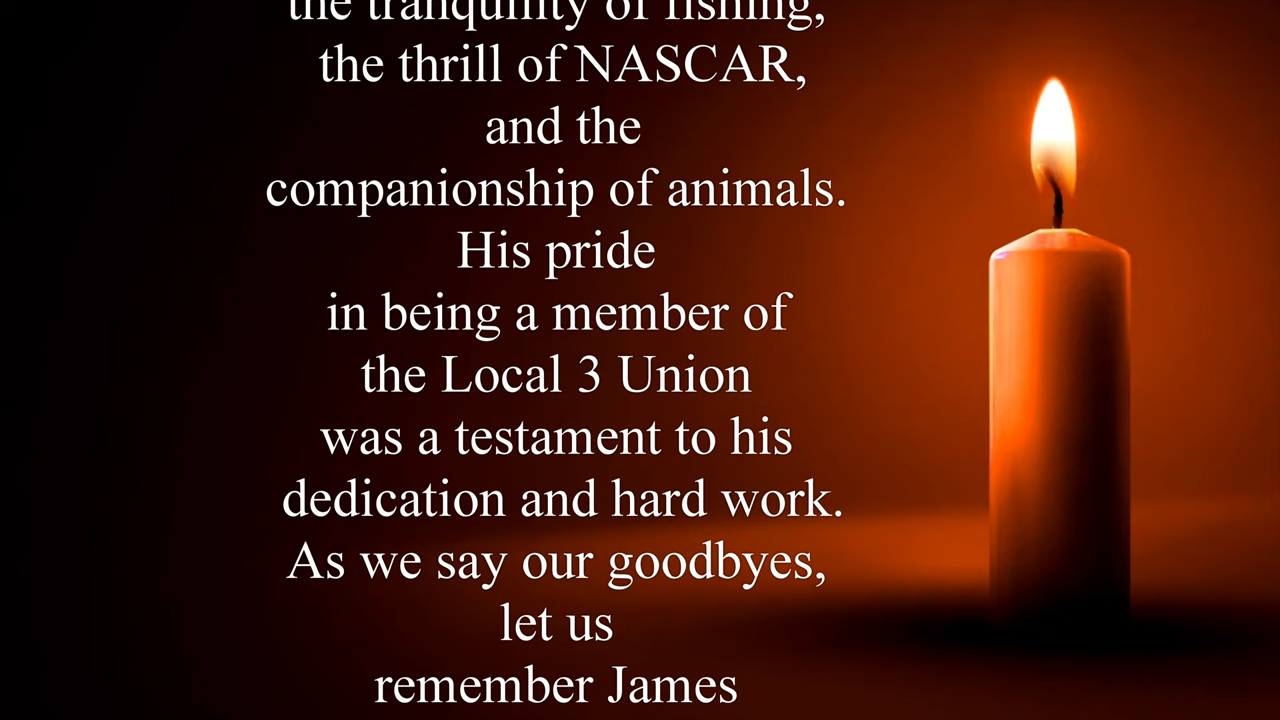 the tranquility of fishing,
the thrill of NASCAR,
and the
companionship of animals.
His pride
in being a member of
the Local 3 Union
was a testament to his
dedication and hard work.
As we say our goodbyes,
let us
remember James